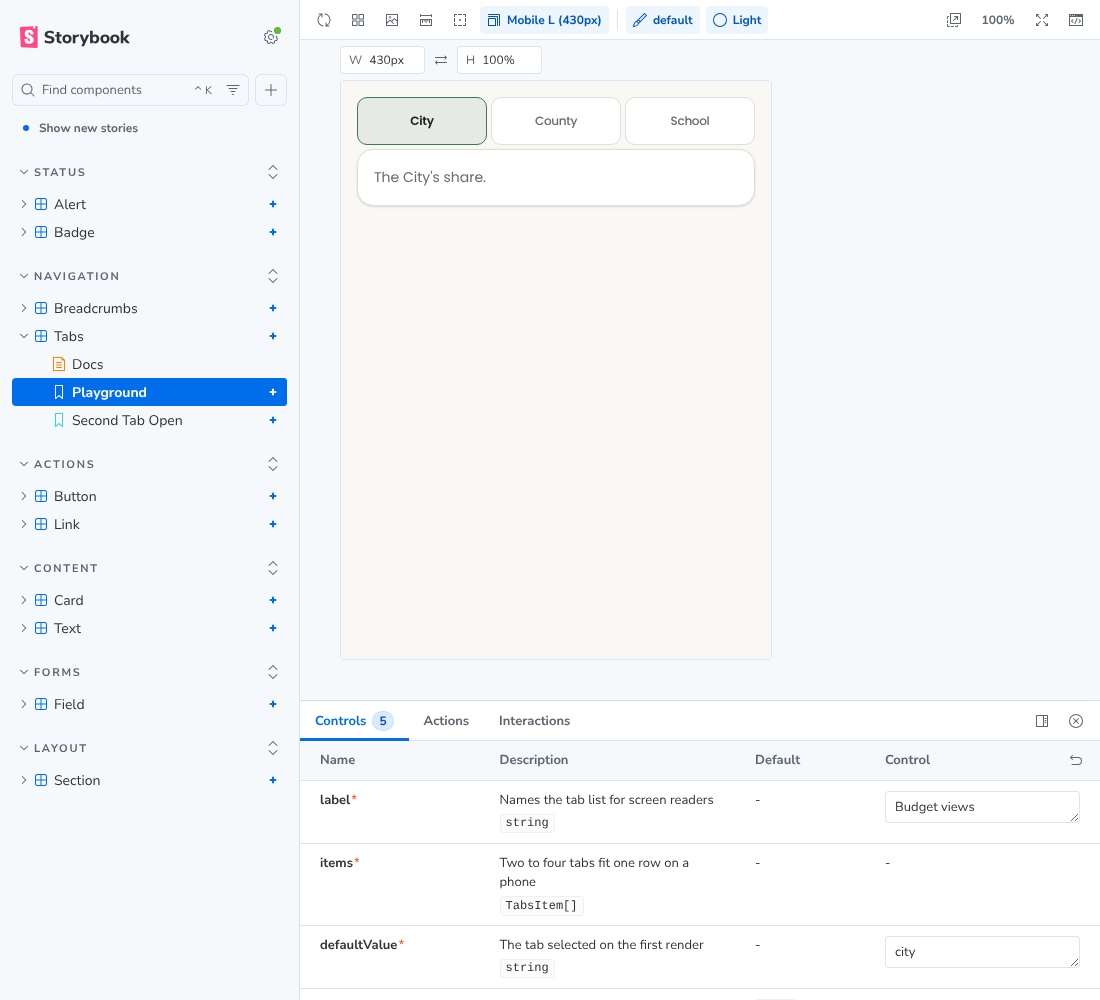 Storybook
Find components
^ K
Show new stories
STATUS
Alert
Badge
NAVIGATION
Breadcrumbs
Tabs
Docs
Playground
Second Tab Open
ACTIONS
Button
Link
CONTENT
Card
Text
FORMS
Field
LAYOUT
Section
Mobile L (430px)
default
Light
100%
W 430px
H 100%
City
County
School
The City's share.
Controls 5
Actions
Interactions
Name
Description
Default
Control
label*
Names the tab list for screen readers
string
-
Budget views
items*
Two to four tabs fit one row on a
phone
TabsItem[]
-
-
defaultValue*
The tab selected on the first render
string
-
city